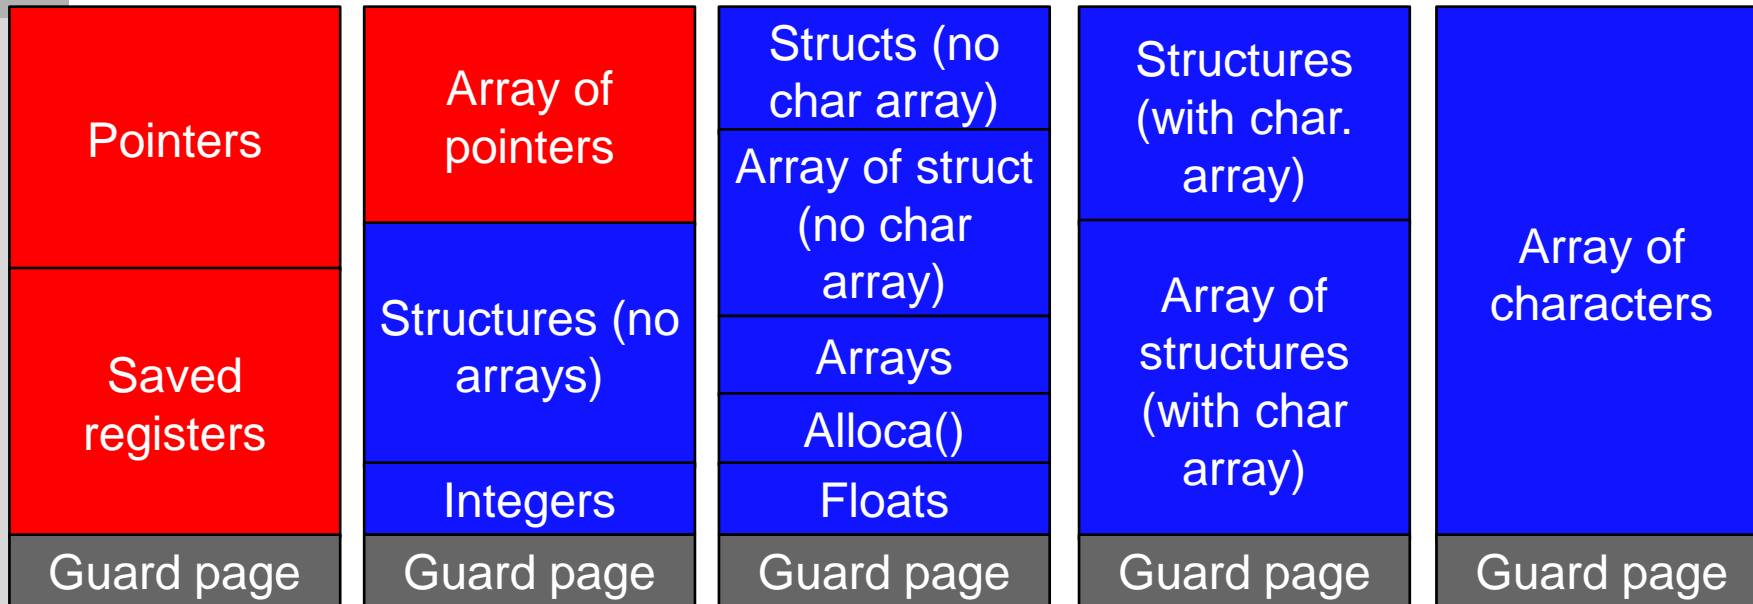 Pointers
Saved
registers
Guard page
Array of
pointers
Structures (no
arrays)
Integers
Guard page
Structs (no
char array)
Array of struct
(no char
array)
Arrays
Alloca()
Floats
Guard page
Structures
(with char.
array)
Array of
structures
(with char
array)
Guard page
Array of
characters
Guard page